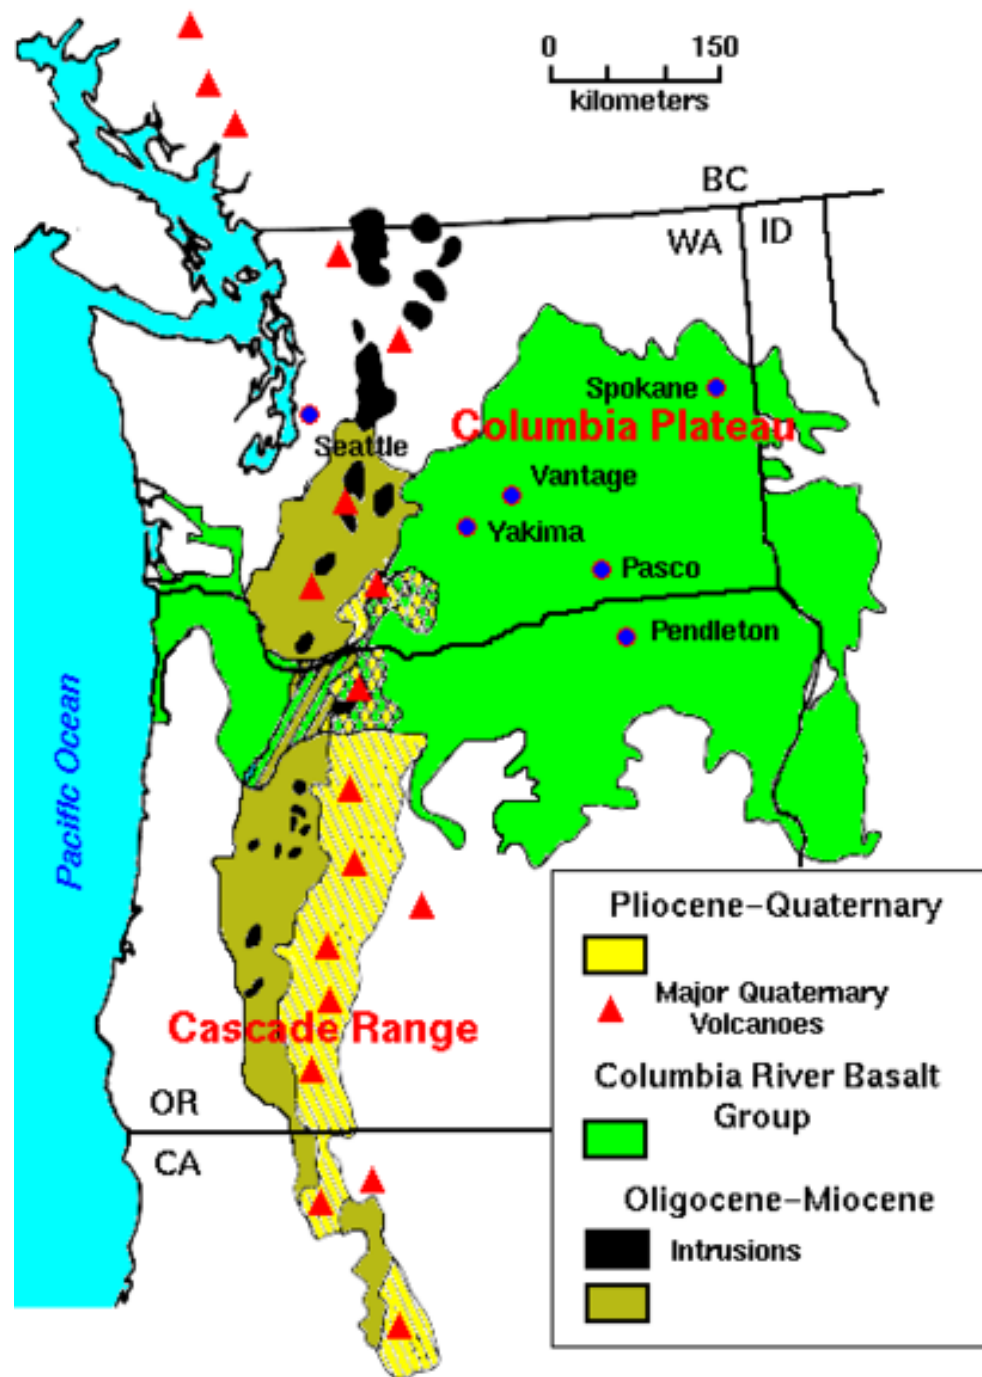 0 150
kilometers
BC
WA
ID
Spokane
Columbia Plateau
Seattle
Vantage
Yakima
Pasco
Pendleton
Pacific Ocean
Cascade Range
OR
CA
Pliocene-Quaternary
Major Quaternary
Volcanoes
Columbia River Basalt
Group
Oligocene-Miocene
Intrusions